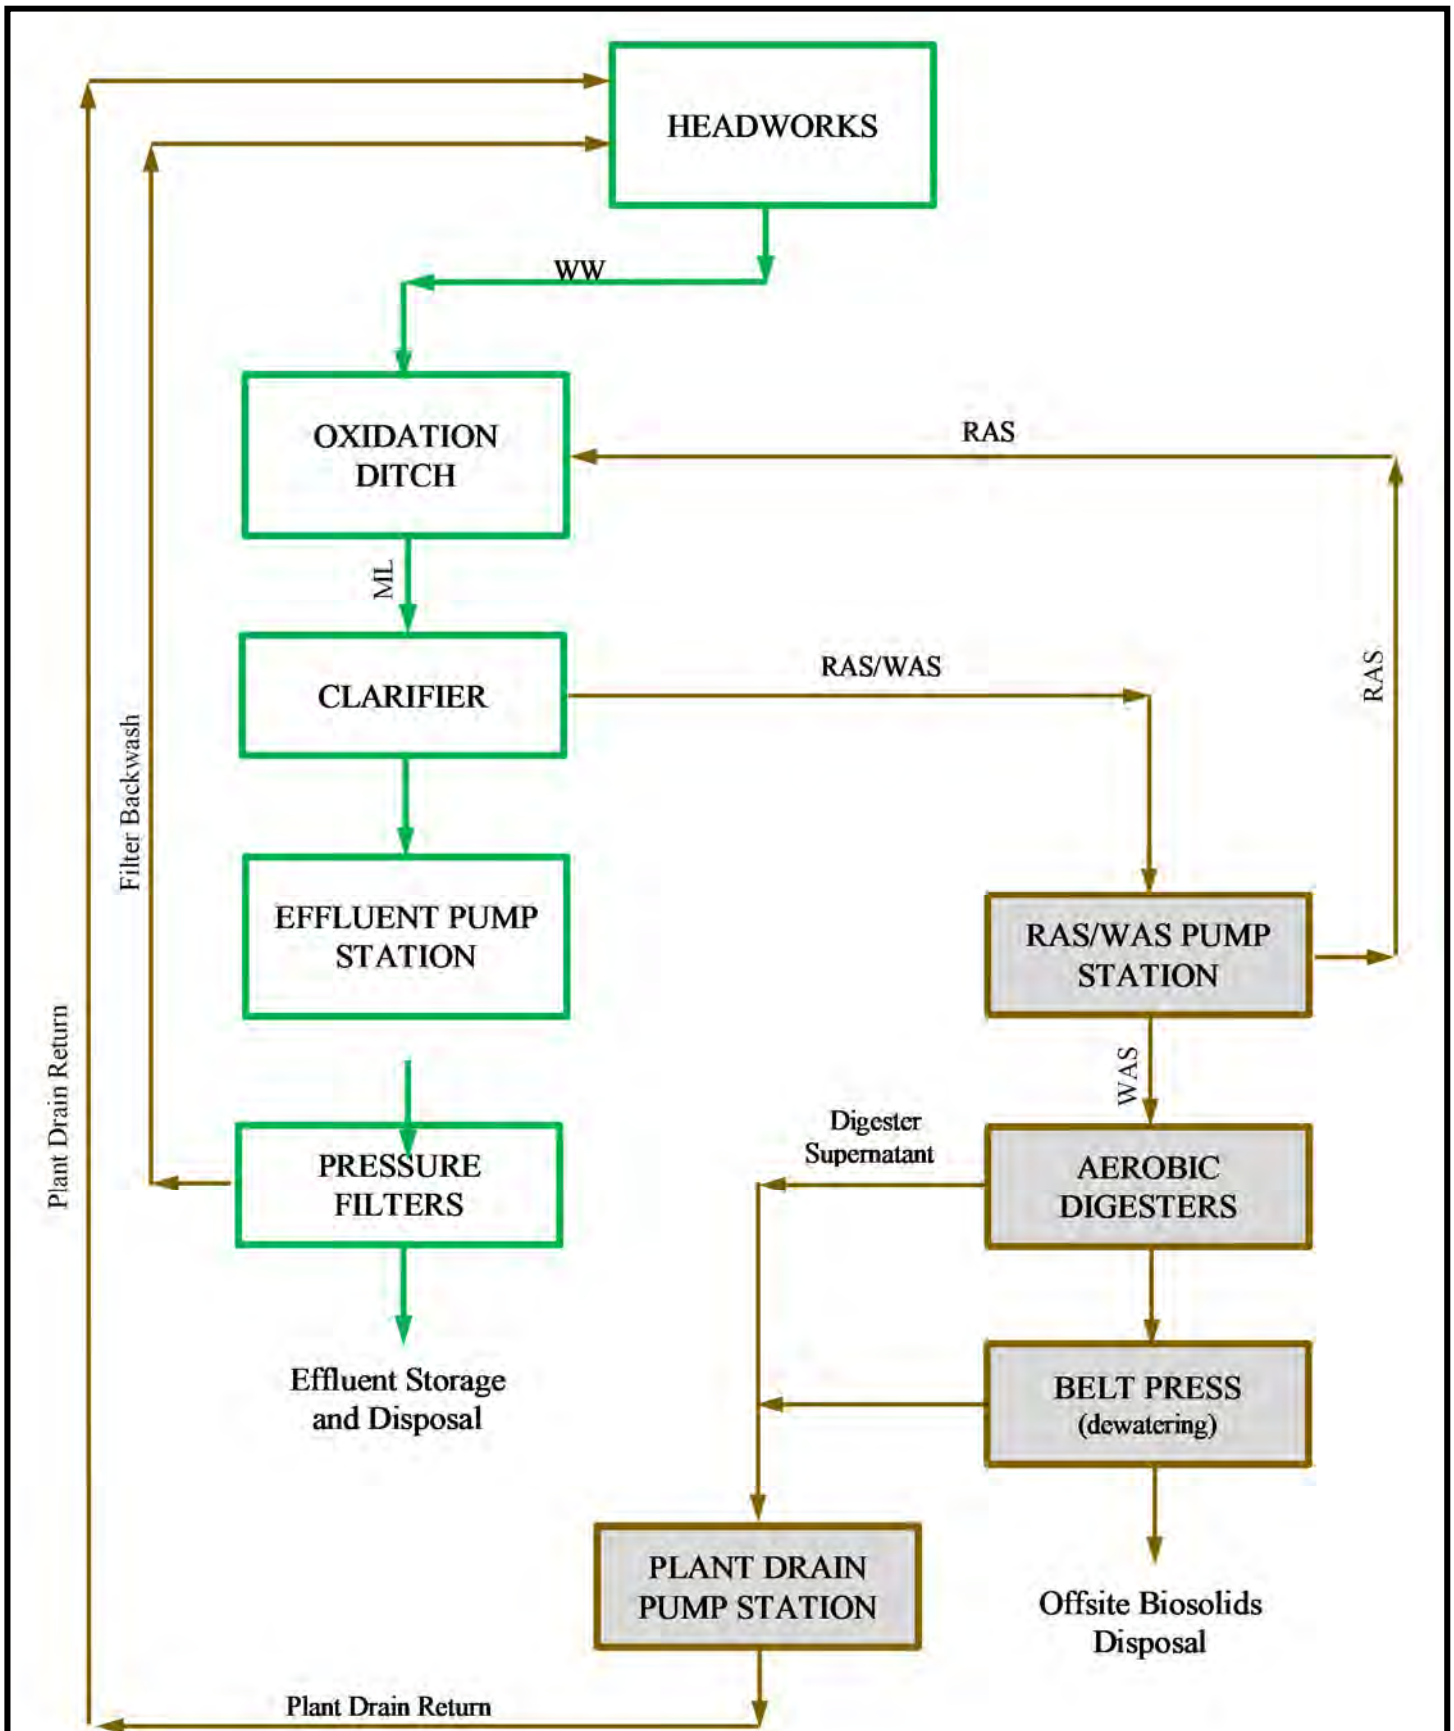 HEADWORKS
WW
OXIDATION
DITCH
RAS
ML
CLARIFIER
RAS/WAS
RAS
Filter Backwash
EFFLUENT PUMP
STATION
RAS/WAS PUMP
STATION
Plant Drain Return
WAS
PRESSURE
FILTERS
Digester
Supernatant
AEROBIC
DIGESTERS
Effluent Storage
and Disposal
BELT PRESS
(dewatering)
PLANT DRAIN
PUMP STATION
Offsite Biosolids
Disposal
Plant Drain Return